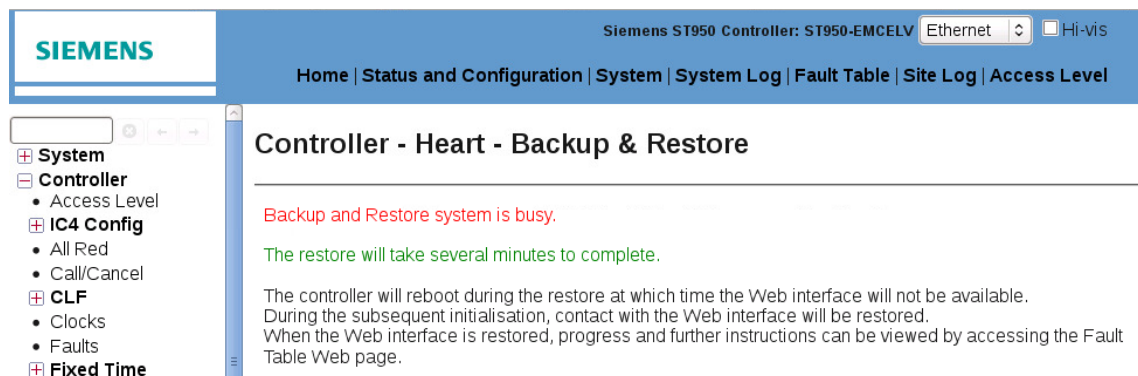 SIEMENS
Siemens ST950 Controller: ST950-EMCELV Ethernet Hi-vis
Home | Status and Configuration | System | System Log | Fault Table | Site Log | Access Level
System
Controller
Access Level
IC4 Config
All Red
Call/Cancel
CLF
Clocks
Faults
Fixed Time
Controller - Heart - Backup & Restore
Backup and Restore system is busy.
The restore will take several minutes to complete.
The controller will reboot during the restore at which time the Web interface will not be available.
During the subsequent initialisation, contact with the Web interface will be restored.
When the Web interface is restored, progress and further instructions can be viewed by accessing the Fault
Table Web page.